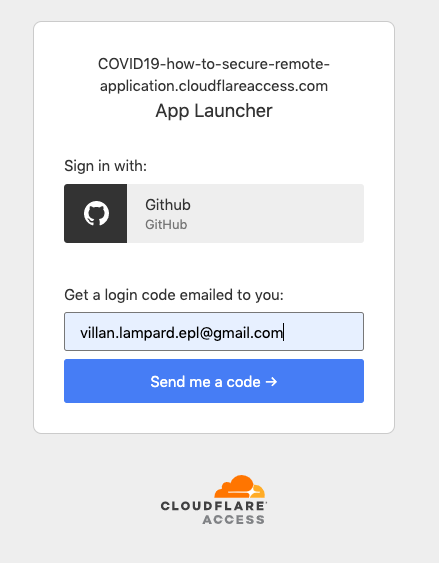 COVID19-how-to-secure-remote-
application.cloudflareaccess.com
App Launcher
Sign in with:
Github
GitHub
Get a login code emailed to you:
villan.lampard.epl@gmail.com
Send me a code →
CLOUDFLARE
ACCESS